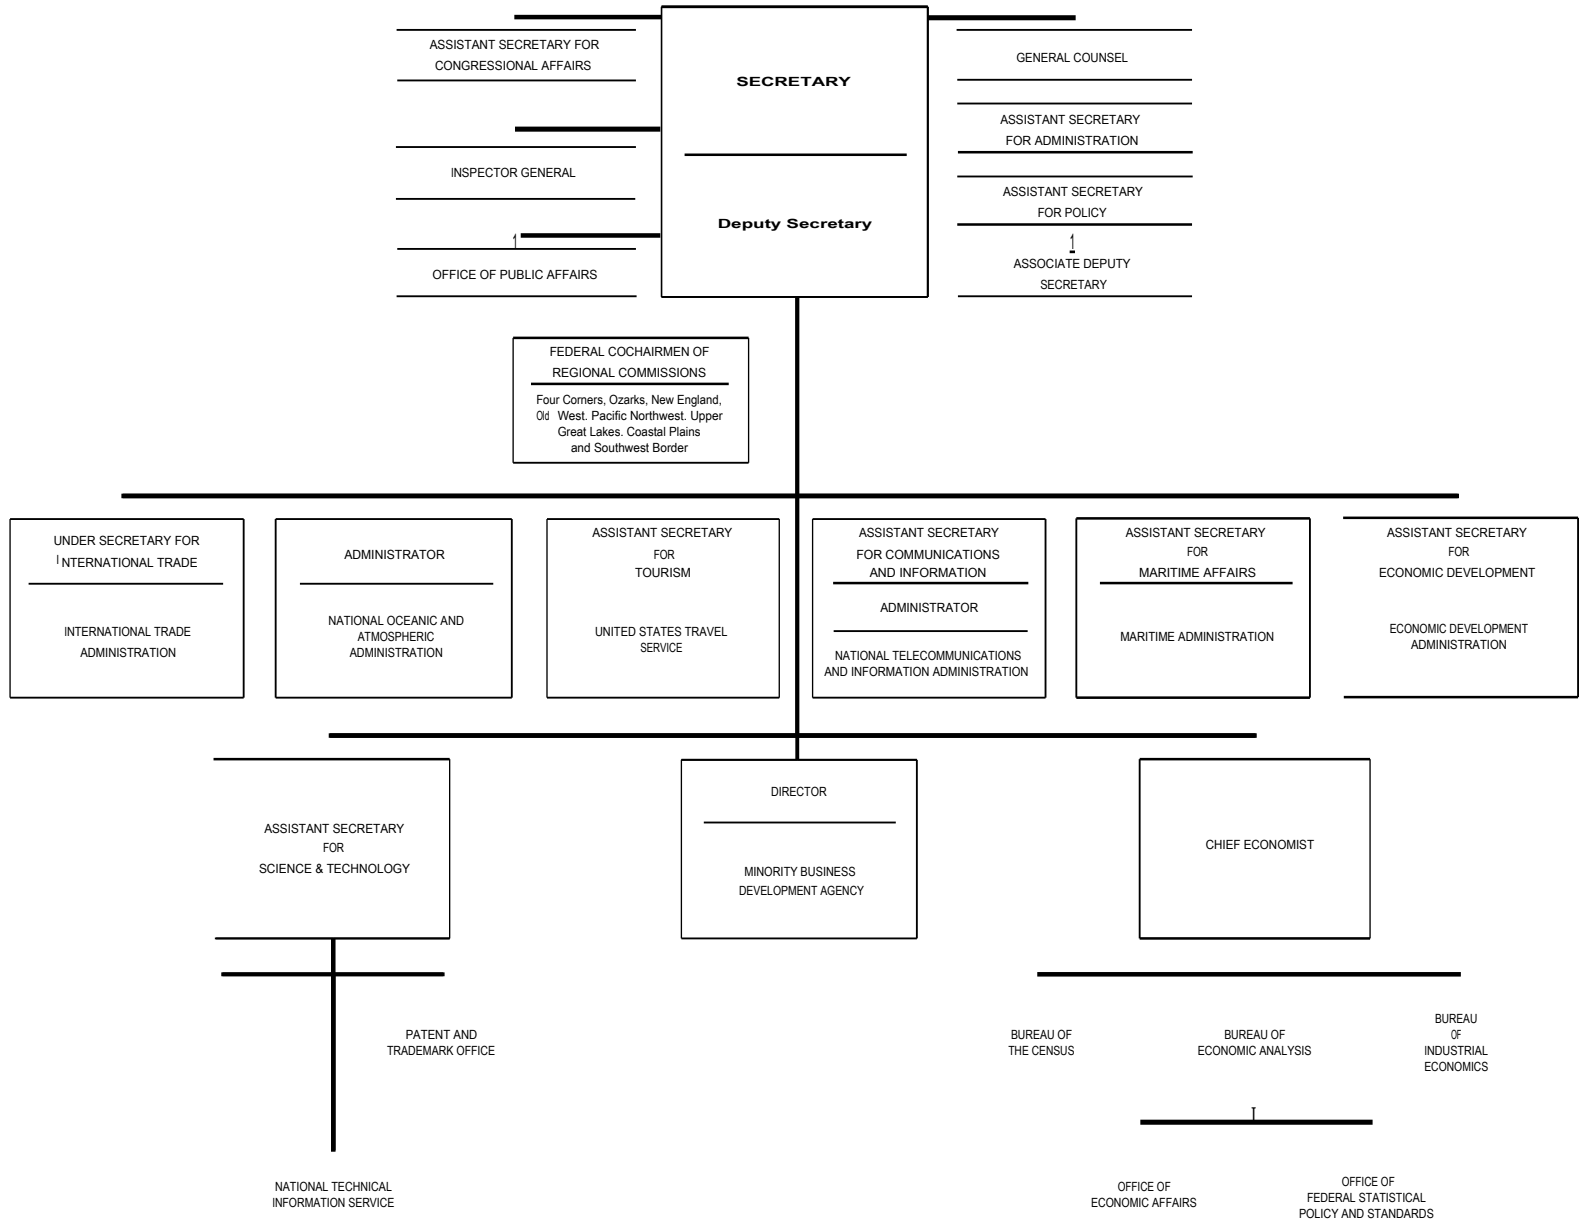 ASSISTANT SECRETARY FOR
CONGRESSIONAL AFFAIRS
INSPECTOR GENERAL
OFFICE OF PUBLIC AFFAIRS
SECRETARY
Deputy Secretary
GENERAL COUNSEL
ASSISTANT SECRETARY
FOR ADMINISTRATION
ASSISTANT SECRETARY
FOR POLICY
ASSOCIATE DEPUTY
SECRETARY
FEDERAL COCHAIRMEN OF
REGIONAL COMMISSIONS
Four Corners, Ozarks, New England,
Old West. Pacific Northwest. Upper
Great Lakes. Coastal Plains
and Southwest Border
UNDER SECRETARY FOR
INTERNATIONAL TRADE
INTERNATIONAL TRADE
ADMINISTRATION
ADMINISTRATOR
NATIONAL OCEANIC AND
ATMOSPHERIC
ADMINISTRATION
ASSISTANT SECRETARY
FOR
TOURISM
UNITED STATES TRAVEL
SERVICE
ASSISTANT SECRETARY
FOR COMMUNICATIONS
AND INFORMATION
ADMINISTRATOR
NATIONAL TELECOMMUNICATIONS
AND INFORMATION ADMINISTRATION
ASSISTANT SECRETARY
FOR
MARITIME AFFAIRS
MARITIME ADMINISTRATION
ASSISTANT SECRETARY
FOR
ECONOMIC DEVELOPMENT
ECONOMIC DEVELOPMENT
ADMINISTRATION
ASSISTANT SECRETARY
FOR
SCIENCE & TECHNOLOGY
DIRECTOR
MINORITY BUSINESS
DEVELOPMENT AGENCY
CHIEF ECONOMIST
PATENT AND
TRADEMARK OFFICE
BUREAU OF
THE CENSUS
BUREAU OF
ECONOMIC ANALYSIS
BUREAU
OF
INDUSTRIAL
ECONOMICS
NATIONAL TECHNICAL
INFORMATION SERVICE
OFFICE OF
ECONOMIC AFFAIRS
OFFICE OF
FEDERAL STATISTICAL
POLICY AND STANDARDS